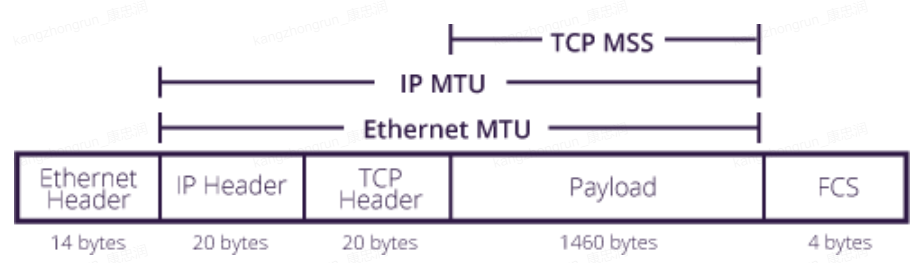 TCP MSS
IP MTU
Ethernet MTU
Ethernet Header
IP Header
TCP Header
Payload
FCS
14 bytes
20 bytes
20 bytes
1460 bytes
4 bytes